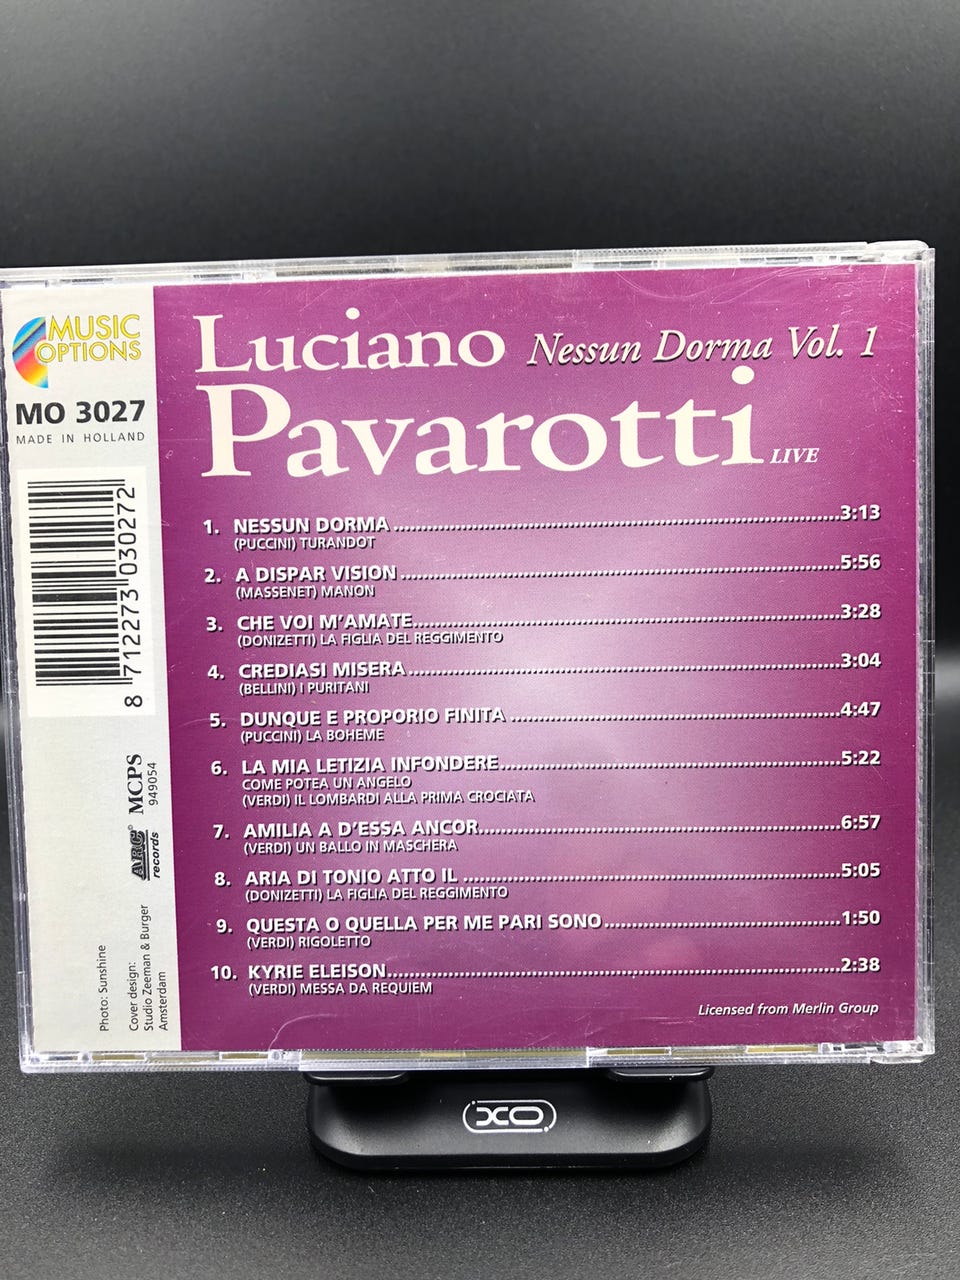 MUSIC
OPTIONS
MO 3027
MADE IN HOLLAND
8 712273 030272
MCPS
949054
ARC
records
Photo: Sunshine
Cover design:
Studio Zeeman & Burger
Amsterdam
Luciano Nessun Dorma Vol. 1
Pavarotti LIVE
1. NESSUN DORMA 3:13
(PUCCINI) TURANDOT
2. A DISPAR VISION 5:56
(MASSENET) MANON
3. CHE VOI M'AMATE 3:28
(DONIZETTI) LA FIGLIA DEL REGGIMENTO
4. CREDIASI MISERA 3:04
(BELLINI) I PURITANI
5. DUNQUE E PROPORIO FINITA 4:47
(PUCCINI) LA BOHEME
6. LA MIA LETIZIA INFONDERE 5:22
COME POTEA UN ANGELO
(VERDI) IL LOMBARDI ALLA PRIMA CROCIATA
7. AMILIA A D'ESSA ANCOR 6:57
(VERDI) UN BALLO IN MASCHERA
8. ARIA DI TONIO ATTO IL 5:05
(DONIZETTI) LA FIGLIA DEL REGGIMENTO
9. QUESTA O QUELLA PER ME PARI SONO 1:50
(VERDI) RIGOLETTO
10. KYRIE ELEISON 2:38
(VERDI) MESSA DA REQUIEM
Licensed from Merlin Group
XO